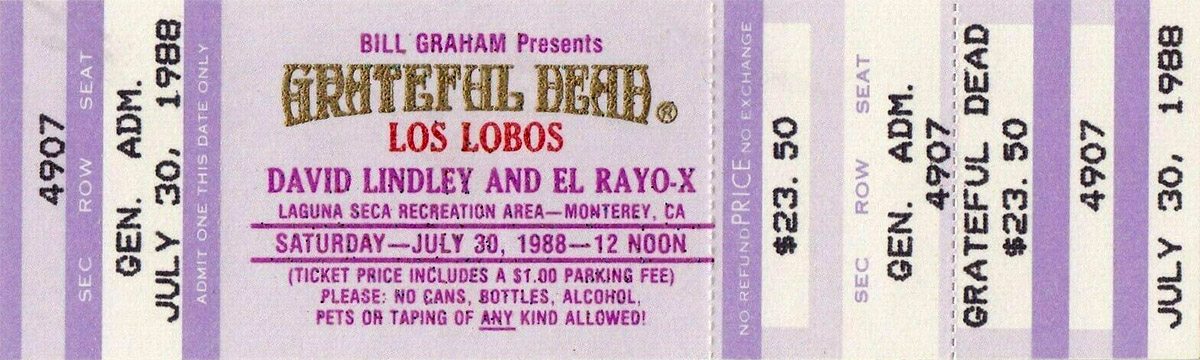 4907
SEC ROW SEAT
GEN. ADM.
JULY 30, 1988
ADMIT ONE THIS DATE ONLY
BILL GRAHAM Presents
GRATEFUL DEAD®
LOS LOBOS
DAVID LINDLEY AND EL RAYO-X
LAGUNA SECA RECREATION AREA—MONTEREY, CA
SATURDAY—JULY 30, 1988—12 NOON
(TICKET PRICE INCLUDES A $1.00 PARKING FEE)
PLEASE: NO CANS, BOTTLES, ALCOHOL,
PETS OR TAPING OF ANY KIND ALLOWED!
NO REFUND PRICE NO EXCHANGE
$23.50
SEC ROW SEAT
GEN. ADM.
4907
GRATEFUL DEAD
$23.50
4907
JULY 30, 1988